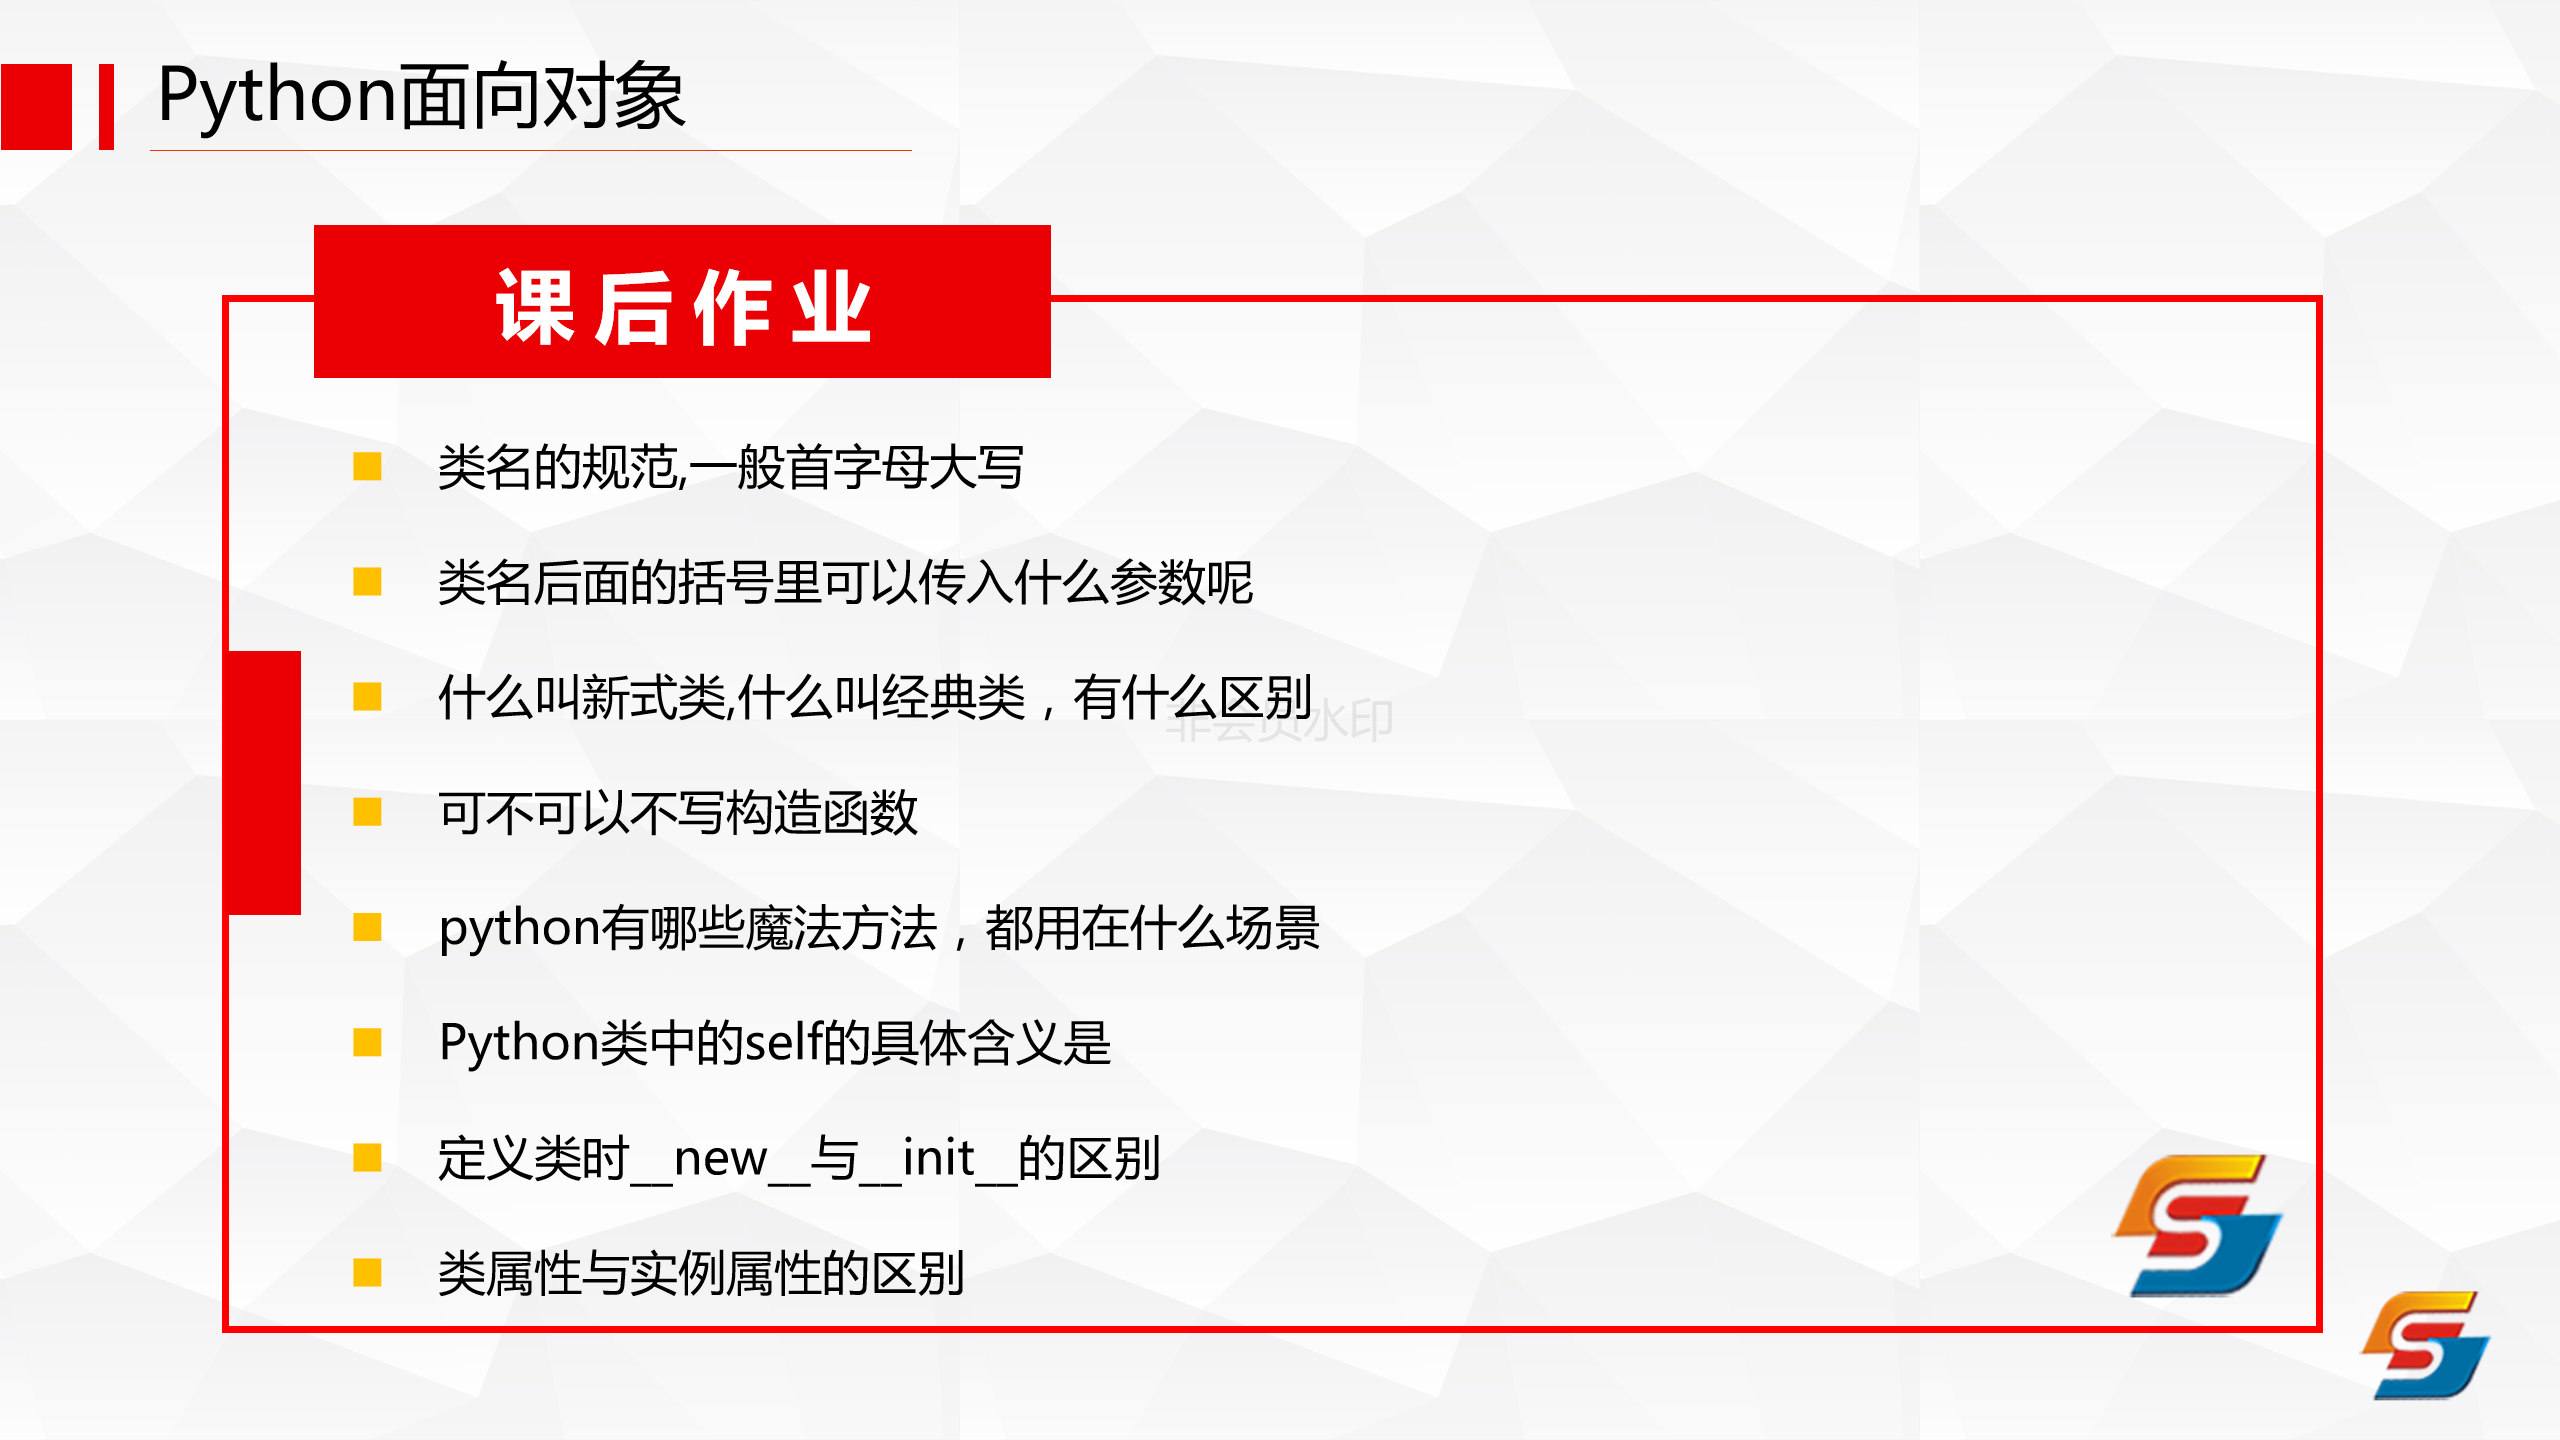 Python面向对象
课后作业
类名的规范,一般首字母大写
类名后面的括号里可以传入什么参数呢
什么叫新式类,什么叫经典类，有什么区别
非会员水印
可不可以不写构造函数
python有哪些魔法方法，都用在什么场景
Python类中的self的具体含义是
定义类时__new__与__init__的区别
类属性与实例属性的区别